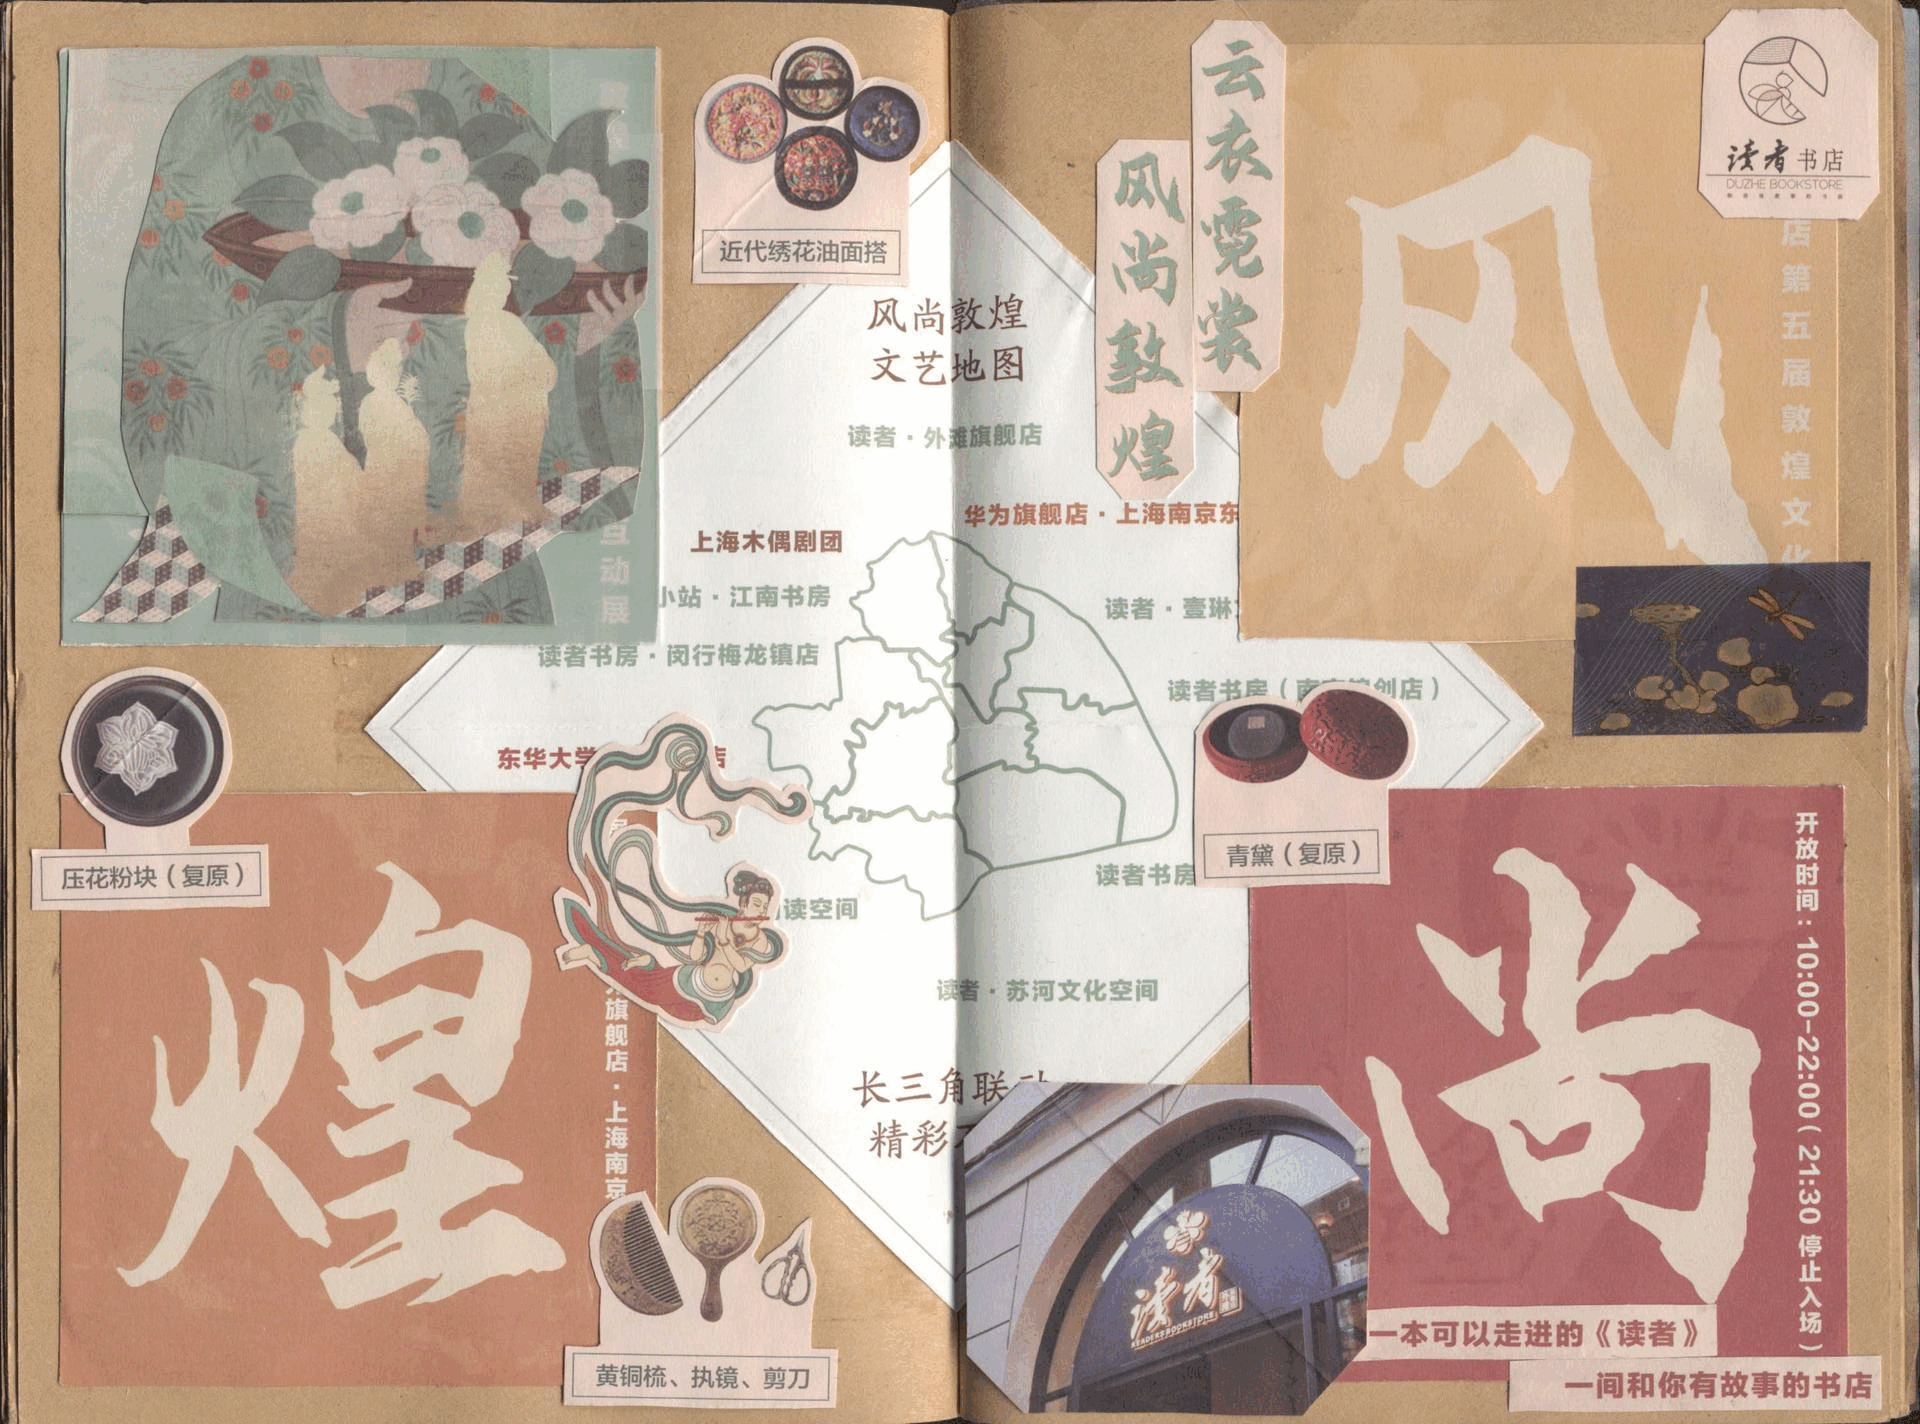 近代绣花油面搭
云衣霓裳
风尚敦煌
风
读者书店
DUZHE BOOKSTORE
店第五届敦煌文化
风尚敦煌
文艺地图
读者·外滩旗舰店
华为旗舰店·上海南京东
上海木偶剧团
小站·江南书房
读者·壹琳
互动展
读者书房·闵行梅龙镇店
读者书房（南京锦创店）
东华大学
店
压花粉块（复原）
青黛（复原）
读者书房
读空间
读者·苏河文化空间
煌
旗舰店·上海南京
尚
开放时间：10:00-22:00（21:30 停止入场）
长三角联动
精彩
黄铜梳、执镜、剪刀
读者
READERS BOOKSTORE
外滩
一本可以走进的《读者》
一间和你有故事的书店